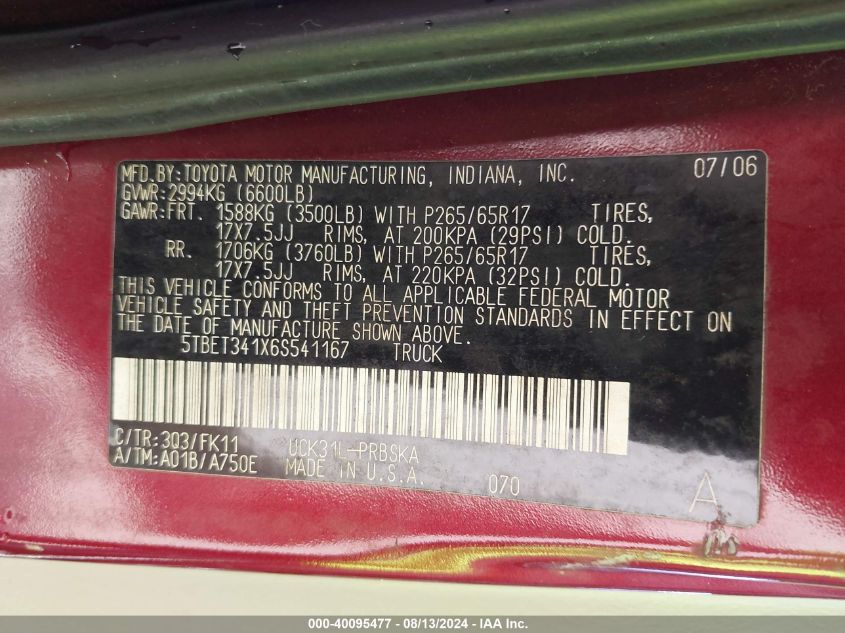 MFD.BY:TOYOTA MOTOR MANUFACTURING, INDIANA, INC. 07/06
GVWR:2994KG (6600LB)
GAWR:FRT. 1588KG (3500LB) WITH P265/65R17 TIRES,
17X7.5JJ RIMS, AT 200KPA (29PSI) COLD.
RR. 1706KG (3760LB) WITH P265/65R17 TIRES,
17X7.5JJ RIMS, AT 220KPA (32PSI) COLD.
THIS VEHICLE CONFORMS TO ALL APPLICABLE FEDERAL MOTOR
VEHICLE SAFETY AND THEFT PREVENTION STANDARDS IN EFFECT ON
THE DATE OF MANUFACTURE SHOWN ABOVE.
5TBET341X6S541167 TRUCK
C/TR:303/FK11 UCK31L-PRBSKA
A/TM:A01B/A750E MADE IN U.S.A. 070 A
000-40095477 - 08/13/2024 - IAA Inc.